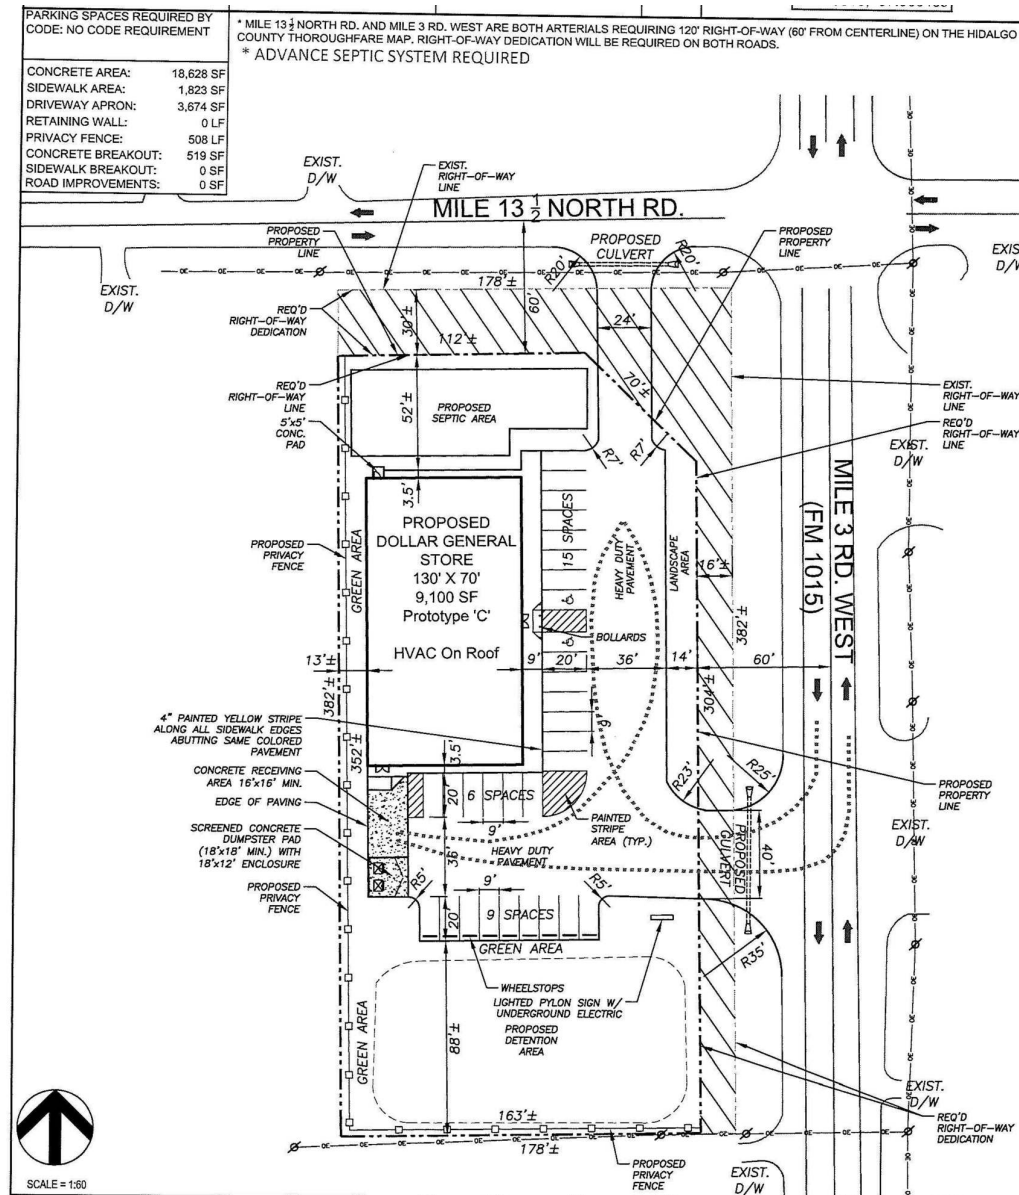 PARKING SPACES REQUIRED BY
CODE: NO CODE REQUIREMENT
* MILE 13 ½ NORTH RD. AND MILE 3 RD. WEST ARE BOTH ARTERIALS REQUIRING 120' RIGHT-OF-WAY (60' FROM CENTERLINE) ON THE HIDALGO
COUNTY THOROUGHFARE MAP. RIGHT-OF-WAY DEDICATION WILL BE REQUIRED ON BOTH ROADS.
* ADVANCE SEPTIC SYSTEM REQUIRED
CONCRETE AREA: 18,628 SF
SIDEWALK AREA: 1,823 SF
DRIVEWAY APRON: 3,674 SF
RETAINING WALL: 0 LF
PRIVACY FENCE: 508 LF
CONCRETE BREAKOUT: 519 SF
SIDEWALK BREAKOUT: 0 SF
ROAD IMPROVEMENTS: 0 SF
EXIST.
D/W
EXIST.
RIGHT-OF-WAY
LINE
MILE 13 ½ NORTH RD.
PROPOSED
PROPERTY
LINE
PROPOSED
CULVERT
PROPOSED
PROPERTY
LINE
R20'
R20'
EXIST.
D/W
EXIST.
D/W
178'±
60'
REQ'D
RIGHT-OF-WAY
DEDICATION
30'±
24'
112'±
70'±
REQ'D
RIGHT-OF-WAY
LINE
52'±
PROPOSED
SEPTIC AREA
5'x5'
CONC.
PAD
EXIST.
RIGHT-OF-WAY
LINE
REQ'D
RIGHT-OF-WAY
LINE
R7'
R7'
EXIST.
D/W
3.5'
PROPOSED
DOLLAR GENERAL
STORE
130' X 70'
9,100 SF
Prototype 'C'
HVAC On Roof
15 SPACES
HEAVY DUTY
PAVEMENT
LANDSCAPE
AREA
16'±
MILE 3 RD. WEST
(FM 1015)
PROPOSED
PRIVACY
FENCE
GREEN AREA
BOLLARDS
382'±
13'±
9'
20'
36'
14'
60'
382'±
304'±
9'
4" PAINTED YELLOW STRIPE
ALONG ALL SIDEWALK EDGES
ABUTTING SAME COLORED
PAVEMENT
352'±
3.5'
CONCRETE RECEIVING
AREA 16'x16' MIN.
EDGE OF PAVING
SCREENED CONCRETE
DUMPSTER PAD
(18'x18' MIN.) WITH
18'x12' ENCLOSURE
20'
6 SPACES
9'
R23'
R25'
PROPOSED
PROPERTY
LINE
PAINTED
STRIPE
AREA (TYP.)
HEAVY DUTY
PAVEMENT
36'
PROPOSED
CULVERT
40'
EXIST.
D/W
PROPOSED
PRIVACY
FENCE
R5'
9'
R5'
20'
9 SPACES
GREEN AREA
R35'
WHEELSTOPS
LIGHTED PYLON SIGN W/
UNDERGROUND ELECTRIC
PROPOSED
DETENTION
AREA
GREEN AREA
88'±
EXIST.
D/W
REQ'D
RIGHT-OF-WAY
DEDICATION
163'±
178'±
PROPOSED
PRIVACY
FENCE
EXIST.
D/W
SCALE = 1:60